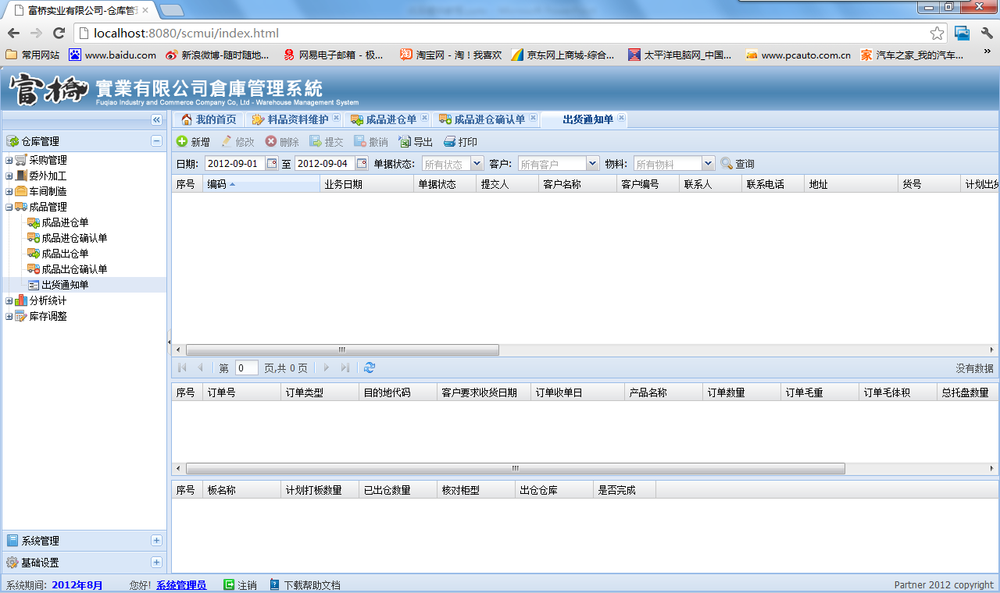 富桥实业有限公司-仓库管理
localhost:8080/scmui/index.html
常用网站 www.baidu.com 新浪微博-随时随地... 网易电子邮箱 - 极... 淘宝网 - 淘！我喜欢 京东网上商城-综合... 太平洋电脑网_中国... www.pcauto.com.cn 汽车之家_我的汽车... »
富橋 實業有限公司倉庫管理系統
Fuqiao Industry and Commerce Company Co, Ltd - Warehouse Management System
我的首页 料品资料维护 成品进仓单 成品进仓确认单 出货通知单
仓库管理
采购管理
委外加工
车间制造
成品管理
成品进仓单
成品进仓确认单
成品出仓单
成品出仓确认单
出货通知单
分析统计
库存调整
系统管理
基础设置
新增 修改 删除 提交 撤消 导出 打印
日期: 2012-09-01 至 2012-09-04 单据状态: 所有状态 客户: 所有客户 物料: 所有物料 查询
序号 编码 业务日期 单据状态 提交人 客户名称 客户编号 联系人 联系电话 地址 货号 计划出货
第 0 页,共 0 页 没有数据
序号 订单号 订单类型 目的地代码 客户要求收货日期 订单收单日 产品名称 订单数量 订单毛重 订单毛体积 总托盘数量
序号 板名称 计划打板数量 已出仓数量 核对柜型 出仓仓库 是否完成
系统期间: 2012年8月 您好! 系统管理员 注销 下载帮助文档 Partner 2012 copyright